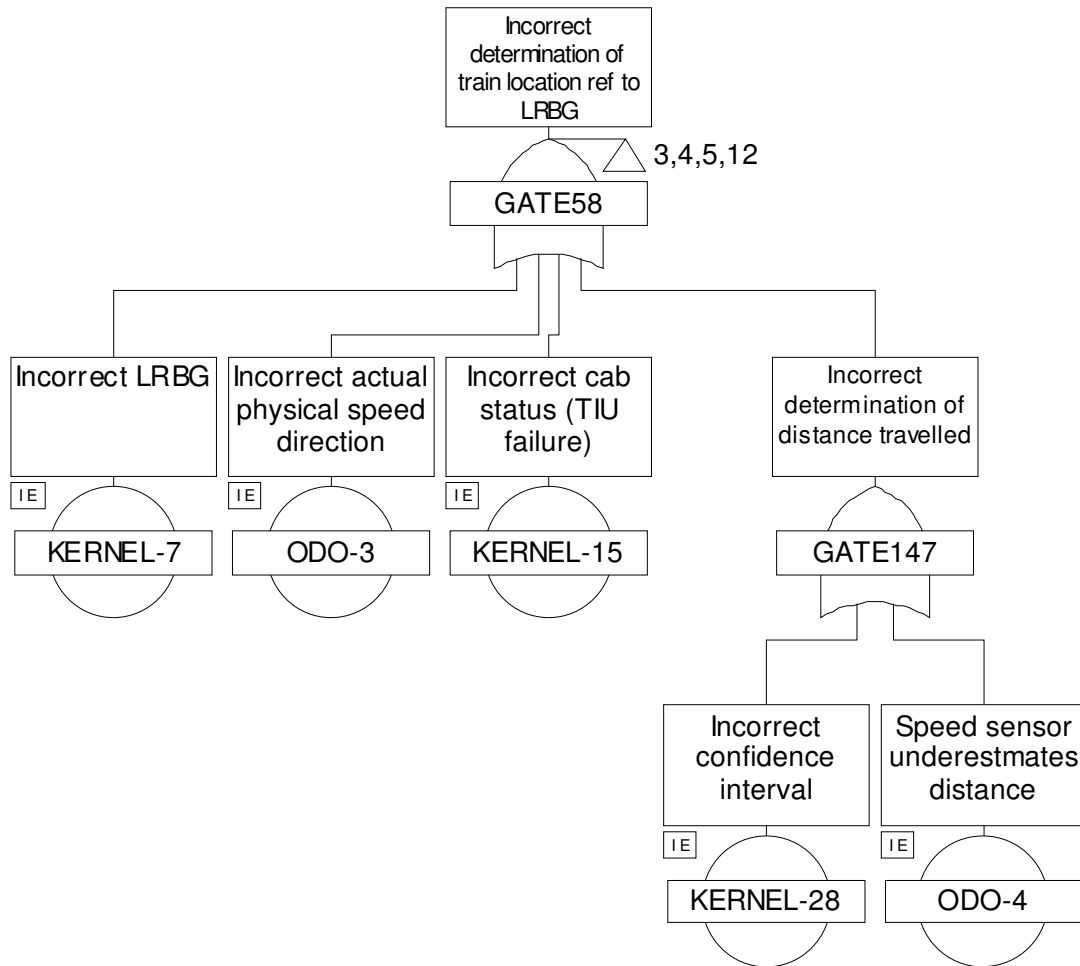 Incorrect
determination of
train location ref to
LRBG
3,4,5,12
GATE58
Incorrect LRBG
Incorrect actual
physical speed
direction
Incorrect cab
status (TIU
failure)
Incorrect
determination of
distance travelled
IE
IE
IE
KERNEL-7
ODO-3
KERNEL-15
GATE147
Incorrect
confidence
interval
Speed sensor
underestmates
distance
IE
IE
KERNEL-28
ODO-4